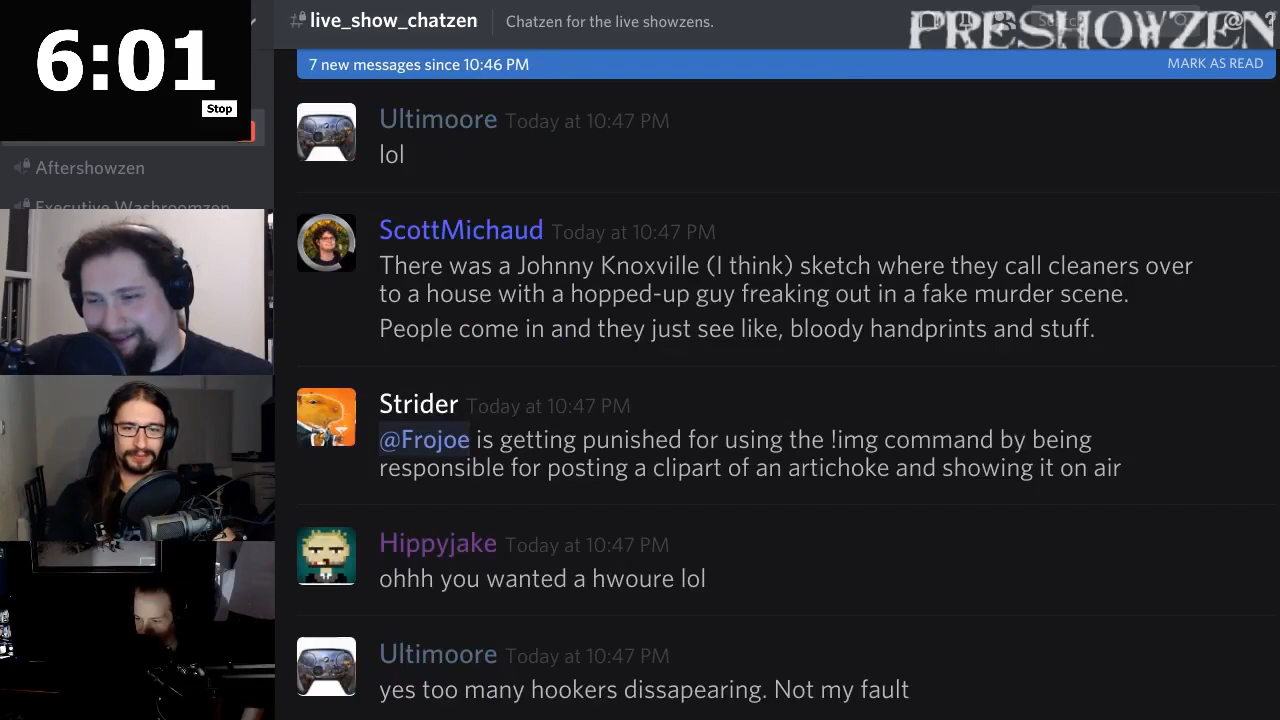 6:01
Stop
live_show_chatzen
Chatzen for the live showzens.
PRESHOWZEN
7 new messages since 10:46 PM
MARK AS READ
Aftershowzen
Executive Washroomzen
Ultimoore Today at 10:47 PM
lol
ScottMichaud Today at 10:47 PM
There was a Johnny Knoxville (I think) sketch where they call cleaners over
to a house with a hopped-up guy freaking out in a fake murder scene.
People come in and they just see like, bloody handprints and stuff.
Strider Today at 10:47 PM
@Frojoe is getting punished for using the !img command by being
responsible for posting a clipart of an artichoke and showing it on air
Hippyjake Today at 10:47 PM
ohhh you wanted a hwoure lol
Ultimoore Today at 10:47 PM
yes too many hookers dissapearing. Not my fault